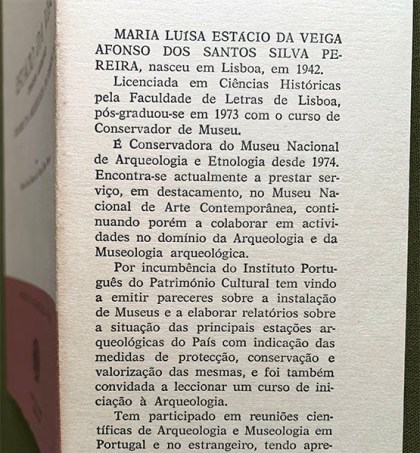 MARIA LUÍSA ESTÁCIO DA VEIGA
AFONSO DOS SANTOS SILVA PE-
REIRA, nasceu em Lisboa, em 1942.
Licenciada em Ciências Históricas
pela Faculdade de Letras de Lisboa,
pós-graduou-se em 1973 com o curso de
Conservador de Museu.
É Conservadora do Museu Nacional
de Arqueologia e Etnologia desde 1974.
Encontra-se actualmente a prestar ser-
viço, em destacamento, no Museu Na-
cional de Arte Contemporânea, conti-
nuando porém a colaborar em activi-
dades no domínio da Arqueologia e da
Museologia arqueológica.
Por incumbência do Instituto Portu-
guês do Património Cultural tem vindo
a emitir pareceres sobre a instalação
de Museus e a elaborar relatórios sobre
a situação das principais estações ar-
queológicas do País com indicação das
medidas de protecção, conservação e
valorização das mesmas, e foi também
convidada a leccionar um curso de ini-
ciação à Arqueologia.
Tem participado em reuniões cien-
tíficas de Arqueologia e Museologia em
Portugal e no estrangeiro, tendo apre-